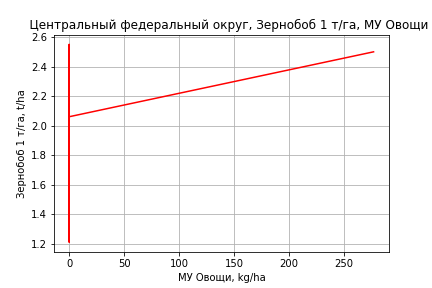 Центральный федеральный округ, Зернобоб 1 т/га, МУ Овощи
2.6
2.4
2.2
2.0
1.8
1.6
1.4
1.2
Зернобоб 1 т/га, t/ha
0 50 100 150 200 250
МУ Овощи, kg/ha